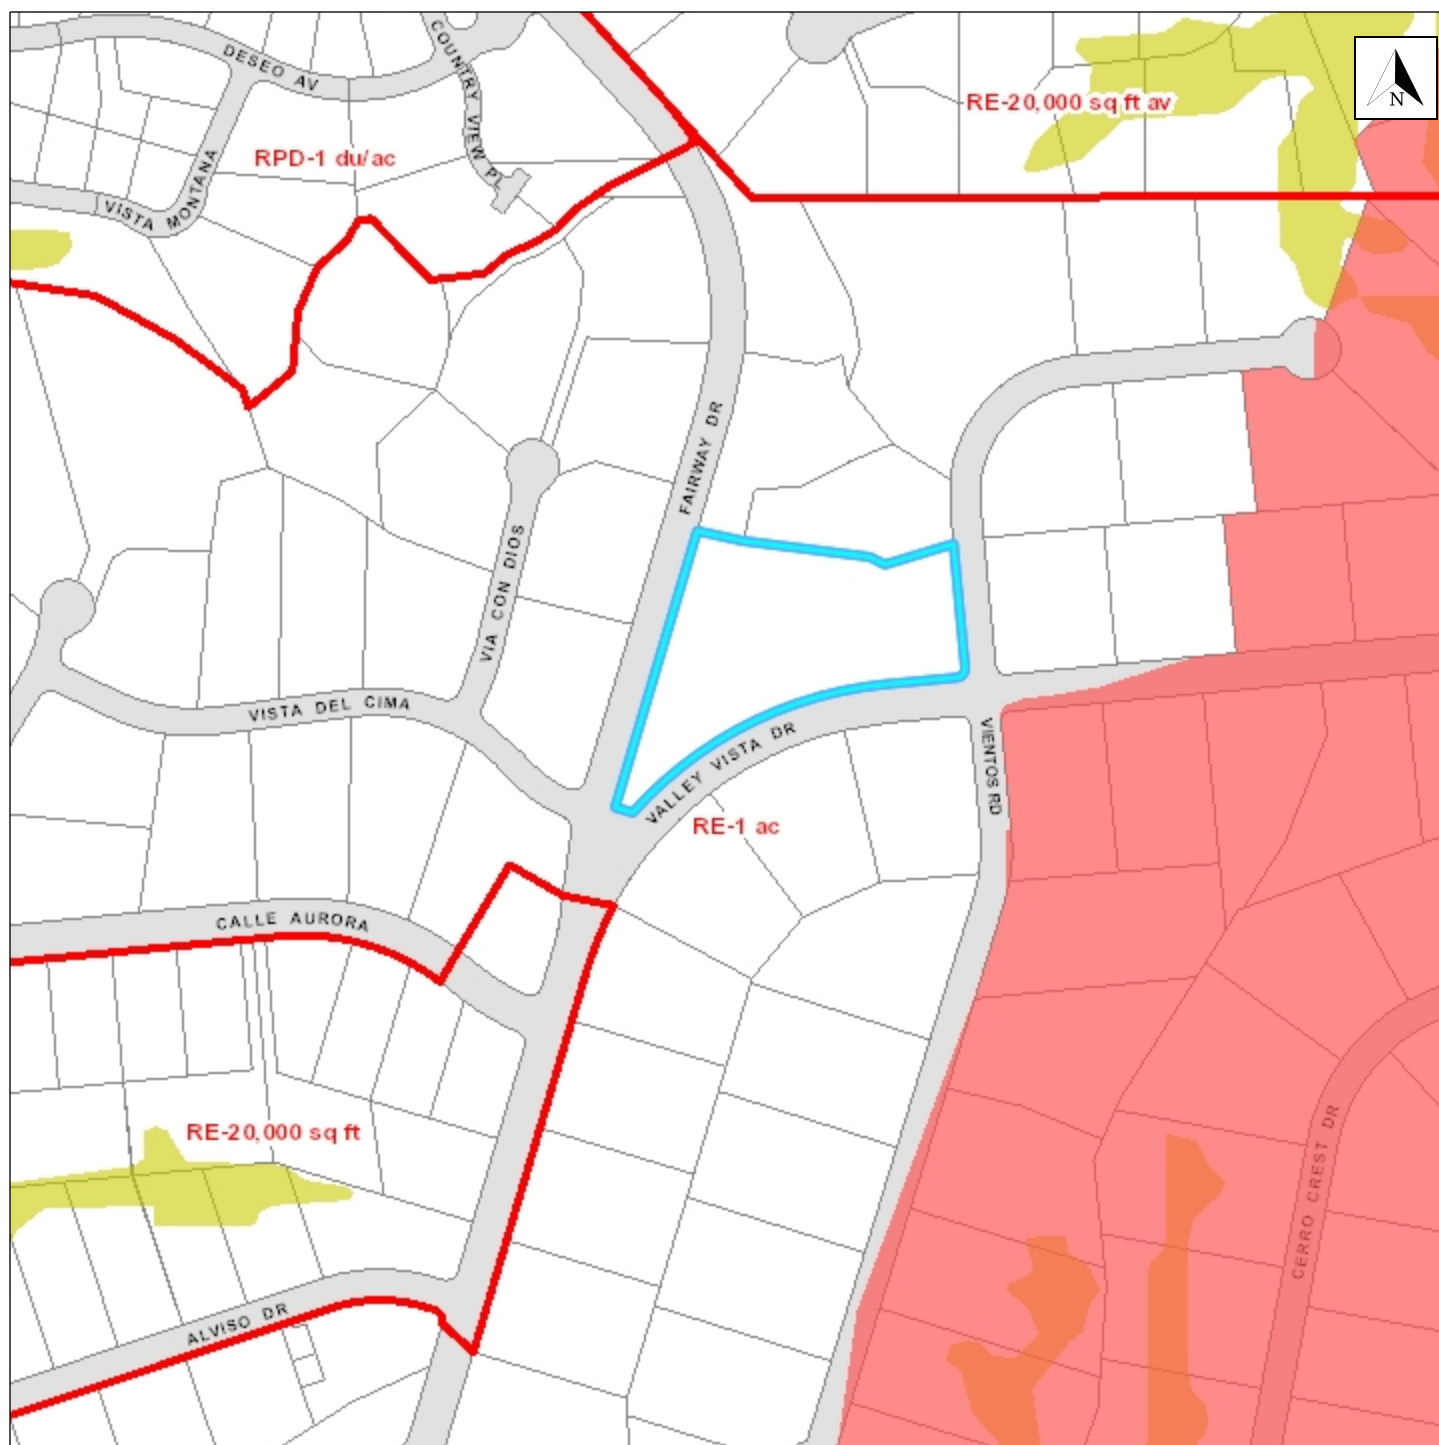 DESEO AV
COUNTRY VIEW PL
RE-20,000 sq ft av
N
RPD-1 du/ac
VISTA MONTANA
FAIRWAY DR
VIA CON DIOS
VISTA DEL CIMA
VALLEY VISTA DR
VIENTOS RD
RE-1 ac
CALLE AURORA
RE-20,000 sq ft
CERRO CREST DR
ALVISO DR